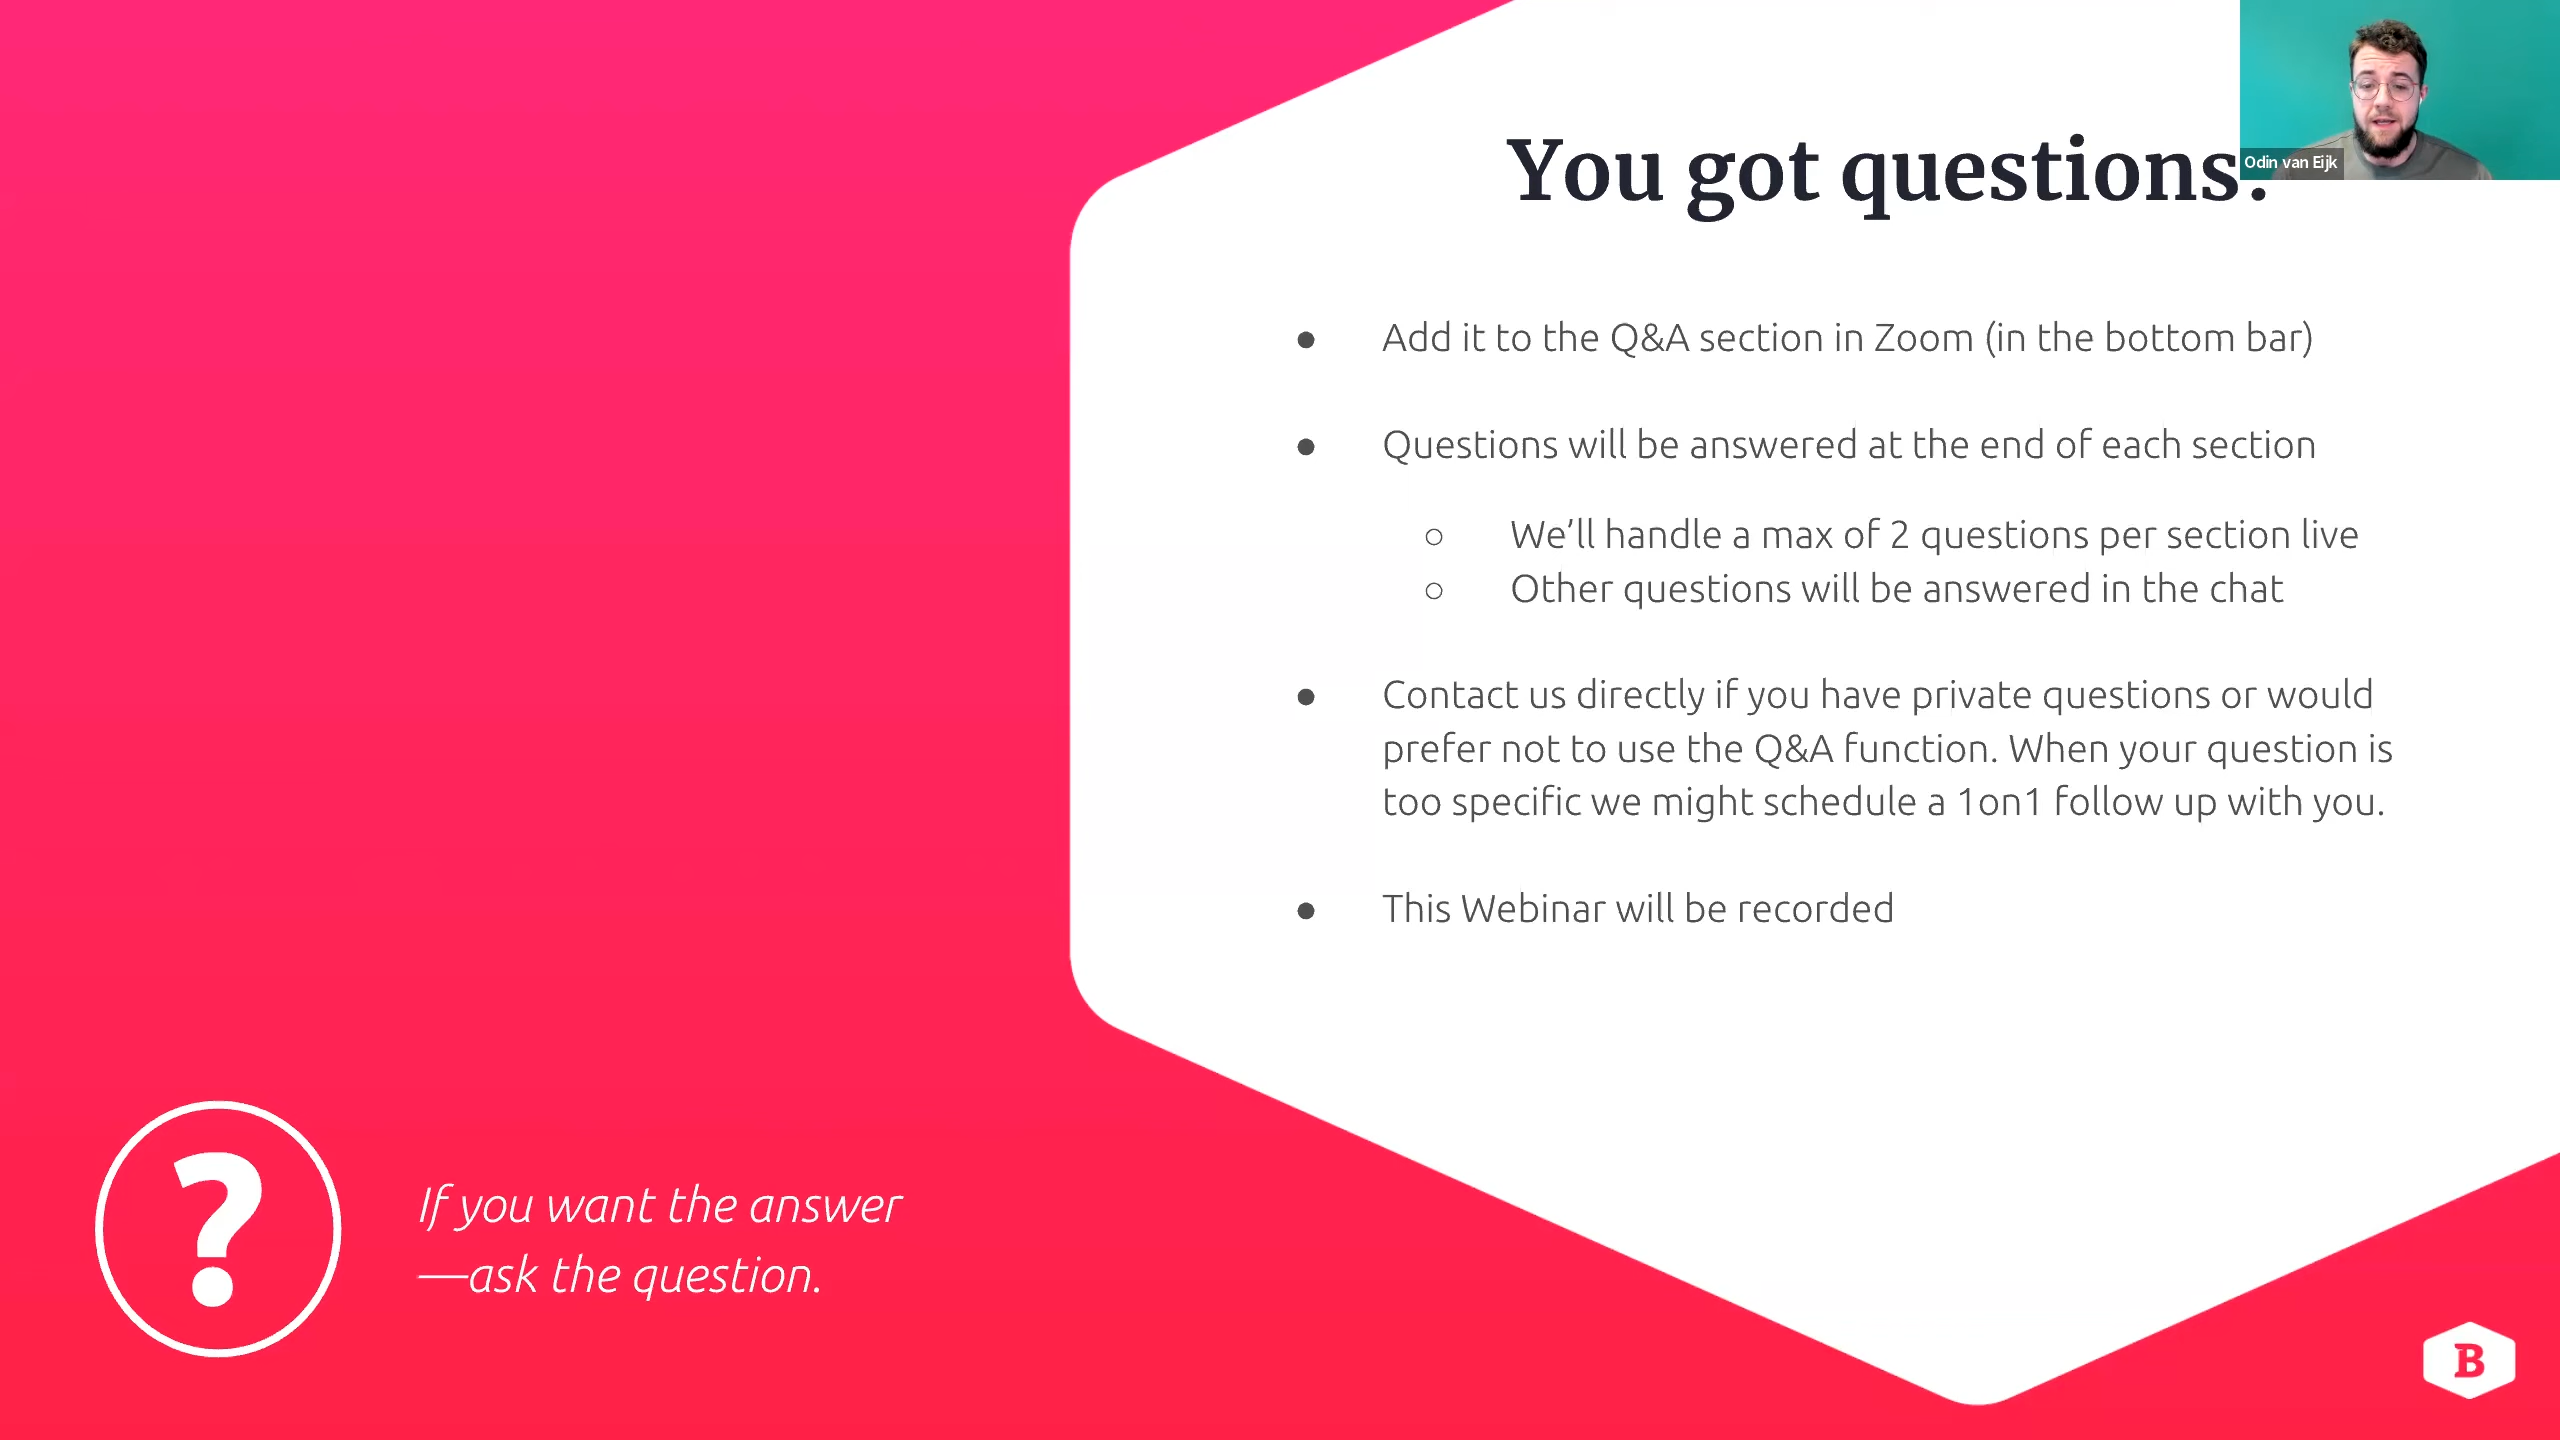 You got questions?
Odin van Eijk
● Add it to the Q&A section in Zoom (in the bottom bar)
● Questions will be answered at the end of each section
○ We’ll handle a max of 2 questions per section live
○ Other questions will be answered in the chat
● Contact us directly if you have private questions or would
prefer not to use the Q&A function. When your question is
too specific we might schedule a 1on1 follow up with you.
● This Webinar will be recorded
?
If you want the answer
—ask the question.
B